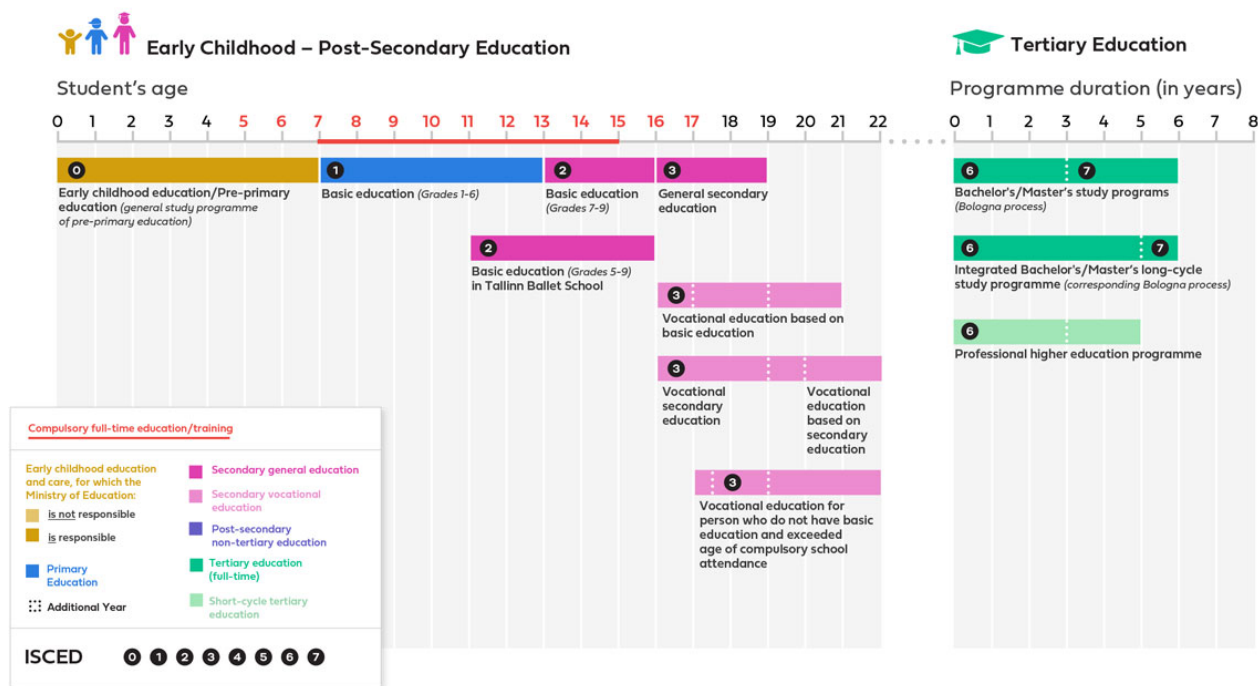 Early Childhood – Post-Secondary Education
Student's age
0 1 2 3 4 5 6 7 8 9 10 11 12 13 14 15 16 17 18 19 20 21 22
0
Early childhood education/Pre-primary
education (general study programme
of pre-primary education)
1
Basic education (Grades 1-6)
2
Basic education
(Grades 7-9)
3
General secondary
education
2
Basic education (Grades 5-9)
in Tallinn Ballet School
3
Vocational education based on
basic education
3
Vocational
secondary
education
Vocational
education
based on
secondary
education
3
Vocational education for
person who do not have basic
education and exceeded
age of compulsory school
attendance
Tertiary Education
Programme duration (in years)
0 1 2 3 4 5 6 7 8
6 7
Bachelor's/Master's study programs
(Bologna process)
6 7
Integrated Bachelor's/Master's long-cycle
study programme (corresponding Bologna process)
6
Professional higher education programme
Compulsory full-time education/training
Early childhood education
and care, for which the
Ministry of Education:
is not responsible
is responsible
Primary
Education
Additional Year
Secondary general education
Secondary vocational
education
Post-secondary
non-tertiary education
Tertiary education
(full-time)
Short-cycle tertiary
education
ISCED 0 1 2 3 4 5 6 7